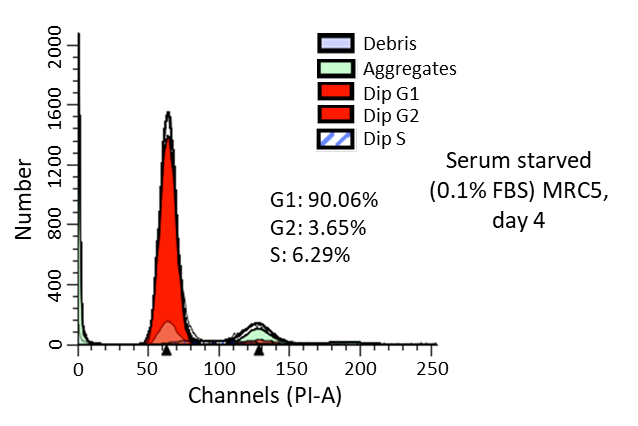 Debris
Aggregates
Dip G1
Dip G2
Dip S
Serum starved
(0.1% FBS) MRC5,
day 4
G1: 90.06%
G2: 3.65%
S: 6.29%
Number
2000
1600
1200
800
400
0
0 50 100 150 200 250
Channels (PI-A)